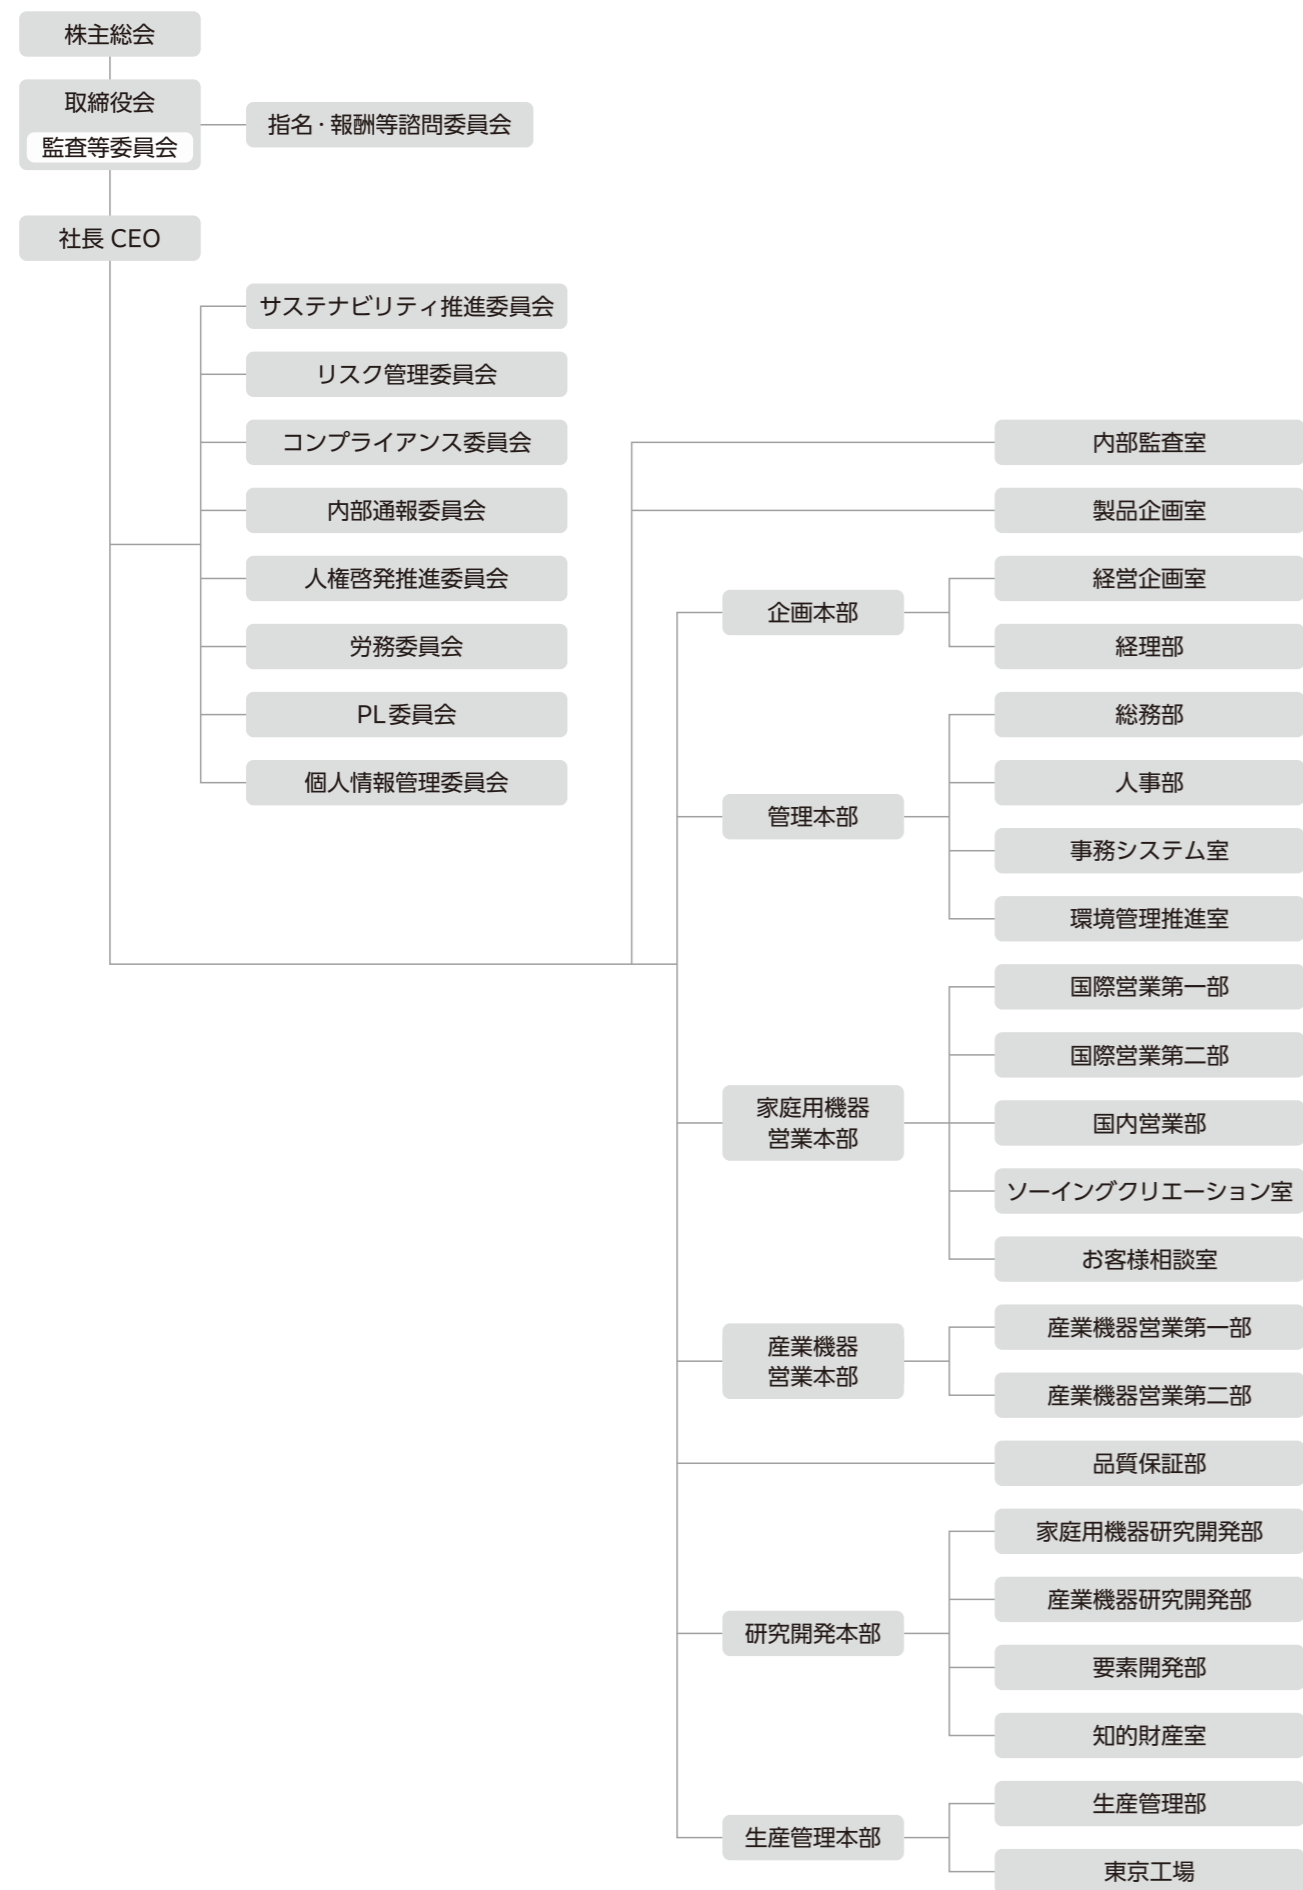 株主総会
取締役会
監査等委員会
指名・報酬等諮問委員会
社長 CEO
サステナビリティ推進委員会
リスク管理委員会
コンプライアンス委員会
内部通報委員会
人権啓発推進委員会
労務委員会
PL委員会
個人情報管理委員会
内部監査室
製品企画室
企画本部
経営企画室
経理部
管理本部
総務部
人事部
事務システム室
環境管理推進室
家庭用機器
営業本部
国際営業第一部
国際営業第二部
国内営業部
ソーイングクリエーション室
お客様相談室
産業機器
営業本部
産業機器営業第一部
産業機器営業第二部
品質保証部
研究開発本部
家庭用機器研究開発部
産業機器研究開発部
要素開発部
知的財産室
生産管理本部
生産管理部
東京工場